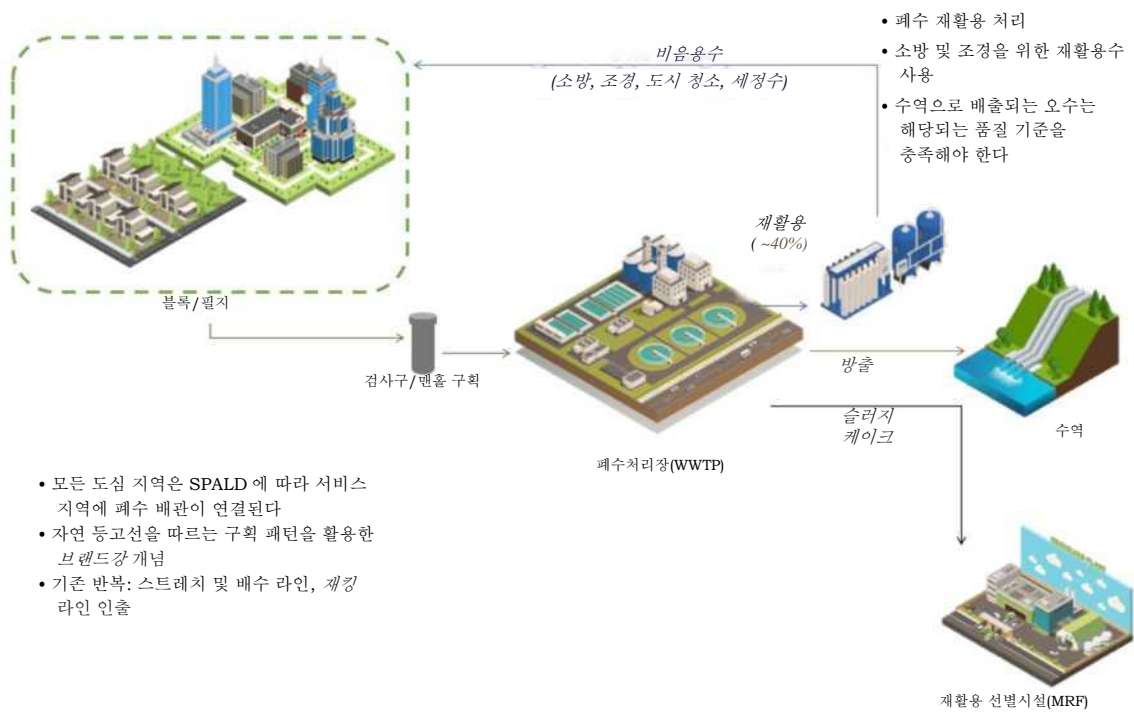 • 폐수 재활용 처리
• 소방 및 조경을 위한 재활용수
사용
• 수역으로 배출되는 오수는
해당되는 품질 기준을
충족해야 한다
비음용수
(소방, 조경, 도시 청소, 세정수)
재활용
( ~40%)
블록/필지
검사구/맨홀 구획
방출
슬러지
케이크
수역
폐수처리장(WWTP)
• 모든 도심 지역은 SPALD 에 따라 서비스
지역에 폐수 배관이 연결된다
• 자연 등고선을 따르는 구획 패턴을 활용한
브랜드강 개념
• 기존 반복: 스트레치 및 배수 라인, 재킹
라인 인출
재활용 선별시설(MRF)